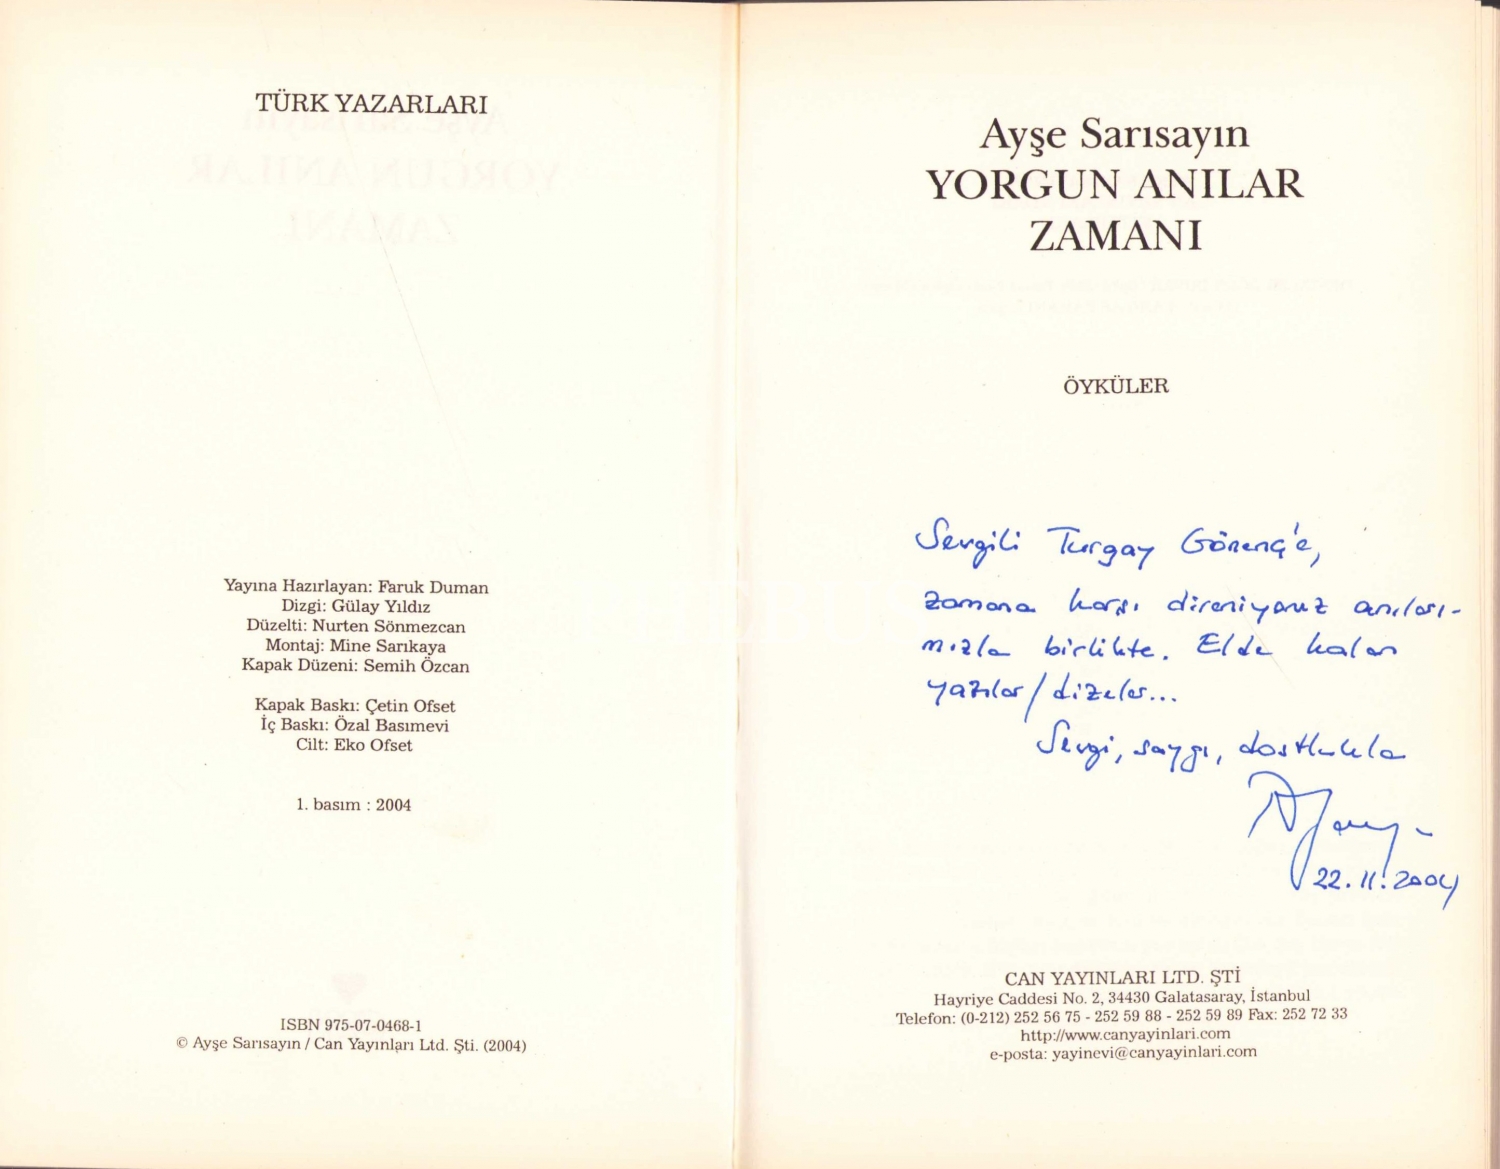 TÜRK YAZARLARI
Yayına Hazırlayan: Faruk Duman
Dizgi: Gülay Yıldız
Düzelti: Nurten Sönmezcan
Montaj: Mine Sarıkaya
Kapak Düzeni: Semih Özcan
Kapak Baskı: Çetin Ofset
İç Baskı: Özal Basımevi
Cilt: Eko Ofset
1. basım : 2004
ISBN 975-07-0468-1
© Ayşe Sarısayın / Can Yayınları Ltd. Şti. (2004)
Ayşe Sarısayın
YORGUN ANILAR
ZAMANI
ÖYKÜLER
Sevgili Turgay Gönenç'e,
zamana karşı direniyoruz anıları-
mızla birlikte. Elde kalan
yazılar/dizeler...
Sevgi, saygı, dostlukla
22.11.2004
CAN YAYINLARI LTD. ŞTİ
Hayriye Caddesi No. 2, 34430 Galatasaray, İstanbul
Telefon: (0-212) 252 56 75 - 252 59 88 - 252 59 89 Fax: 252 72 33
http://www.canyayinlari.com
e-posta: yayinevi@canyayinlari.com